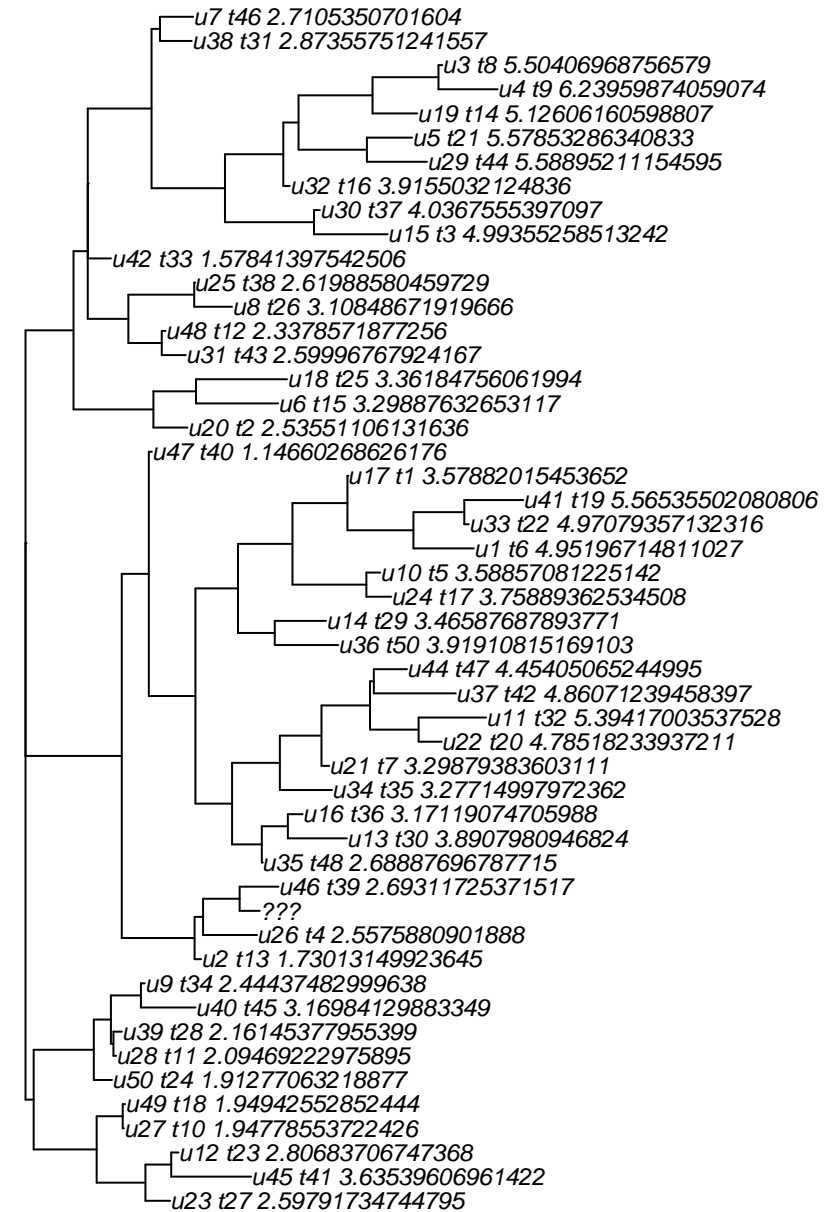 u7 t46 2.7105350701604
u38 t31 2.87355751241557
u3 t8 5.50406968756579
u4 t9 6.23959874059074
u19 t14 5.12606160598807
u5 t21 5.57853286340833
u29 t44 5.58895211154595
u32 t16 3.9155032124836
u30 t37 4.0367555397097
u15 t3 4.99355258513242
u42 t33 1.57841397542506
u25 t38 2.61988580459729
u8 t26 3.10848671919666
u48 t12 2.3378571877256
u31 t43 2.59996767924167
u18 t25 3.36184756061994
u6 t15 3.29887632653117
u20 t2 2.53551106131636
u47 t40 1.14660268626176
u17 t1 3.57882015453652
u41 t19 5.56535502080806
u33 t22 4.97079357132316
u1 t6 4.95196714811027
u10 t5 3.58857081225142
u24 t17 3.75889362534508
u14 t29 3.46587687893771
u36 t50 3.91910815169103
u44 t47 4.45405065244995
u37 t42 4.86071239458397
u11 t32 5.39417003537528
u22 t20 4.78518233937211
u21 t7 3.29879383603111
u34 t35 3.27714997972362
u16 t36 3.17119074705988
u13 t30 3.8907980946824
u35 t48 2.68887696787715
u46 t39 2.69311725371517
???
u26 t4 2.5575880901888
u2 t13 1.73013149923645
u9 t34 2.44437482999638
u40 t45 3.16984129883349
u39 t28 2.16145377955399
u28 t11 2.09469222975895
u50 t24 1.91277063218877
u49 t18 1.94942552852444
u27 t10 1.94778553722426
u12 t23 2.80683706747368
u45 t41 3.63539606961422
u23 t27 2.59791734744795